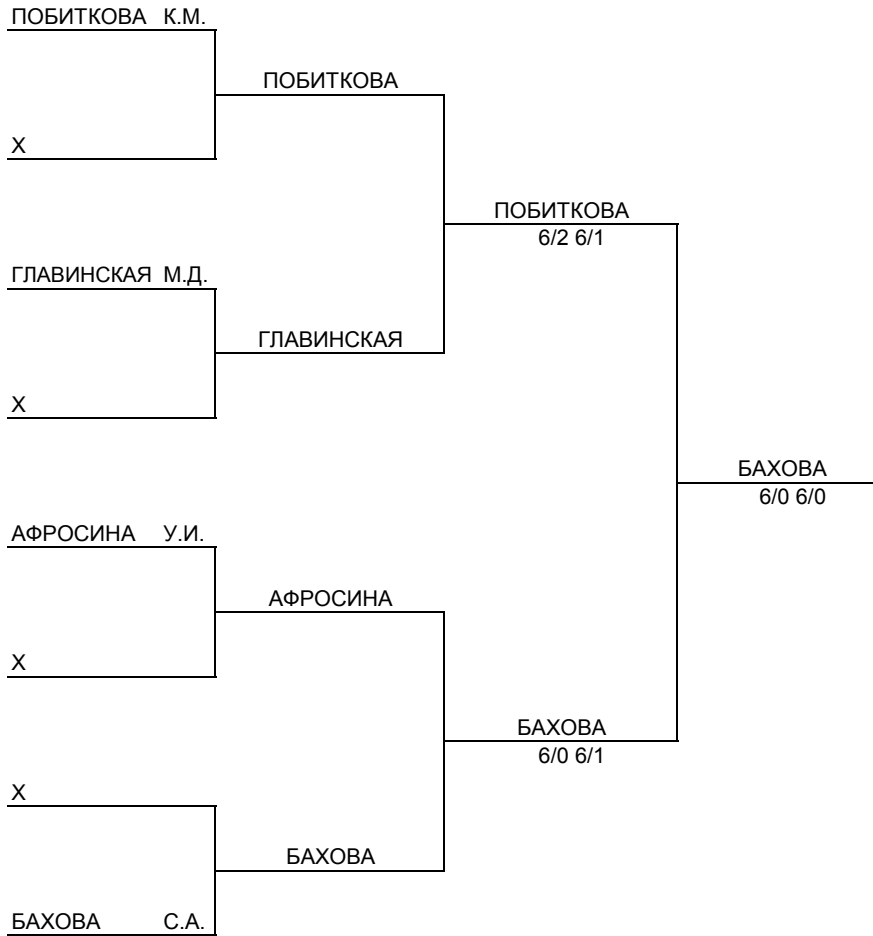 ПОБИТКОВА К.М.
ПОБИТКОВА
Х
ПОБИТКОВА
6/2 6/1
ГЛАВИНСКАЯ М.Д.
ГЛАВИНСКАЯ
Х
БАХОВА
6/0 6/0
АФРОСИНА У.И.
АФРОСИНА
Х
БАХОВА
6/0 6/1
Х
БАХОВА
БАХОВА С.А.